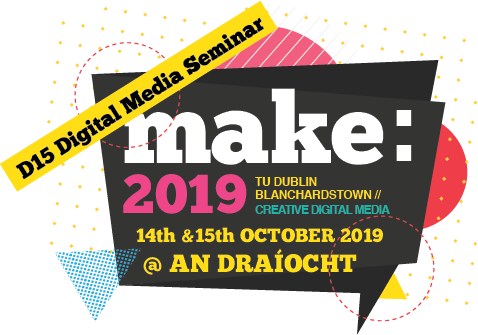 D15 Digital Media Seminar
make:
2019
TU DUBLIN
BLANCHARDSTOWN //
CREATIVE DIGITAL MEDIA
14th &15th OCTOBER 2019
@ AN DRAÍOCHT